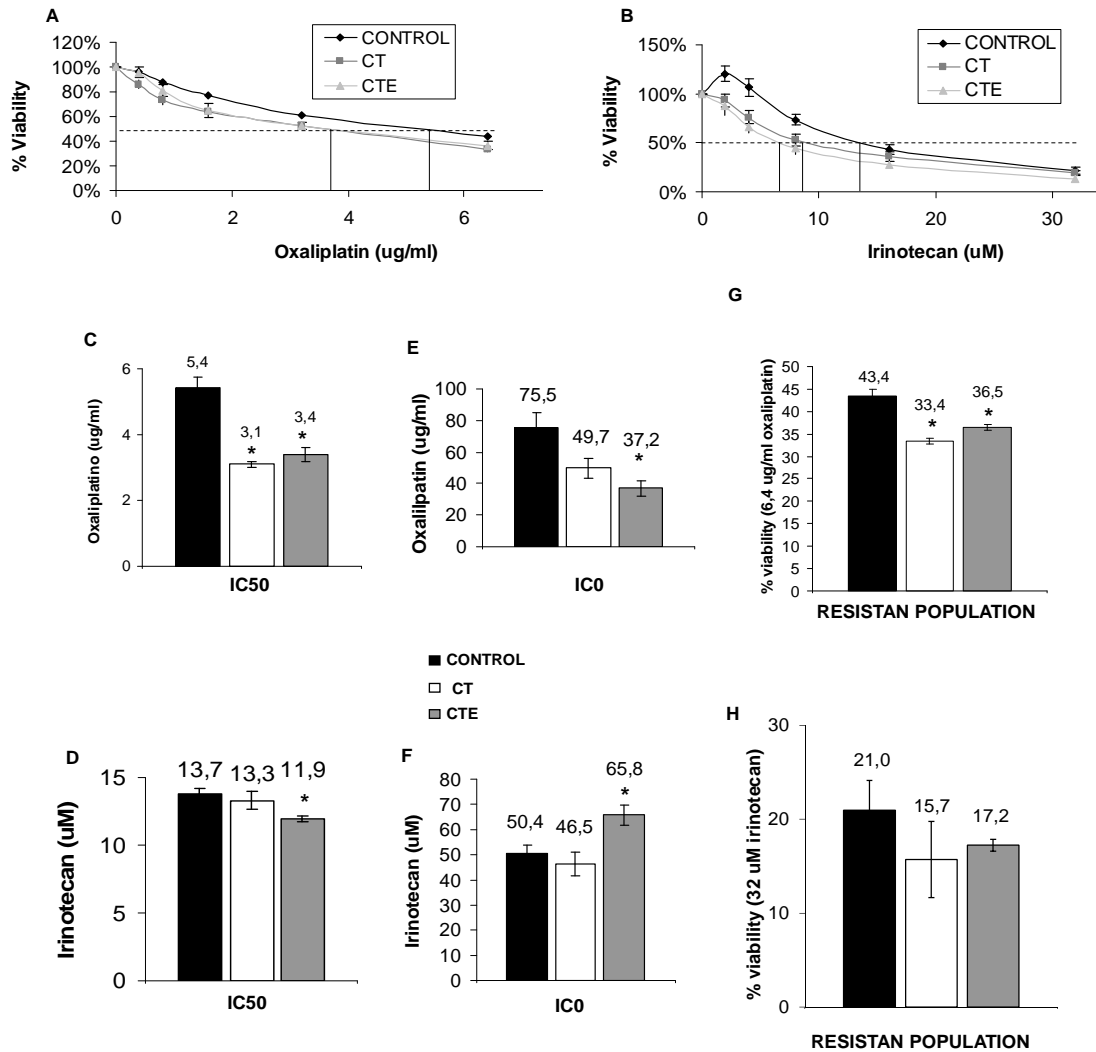 A
120%
100%
80%
60%
40%
20%
0%
% Viability
0 2 4 6
Oxaliplatin (ug/ml)
CONTROL
CT
CTE
B
150%
100%
50%
0%
% Viability
0 10 20 30
Irinotecan (uM)
CONTROL
CT
CTE
C
6
4
2
0
Oxaliplatino (ug/ml)
5,4
3,1
*
3,4
*
IC50
E
100
80
60
40
20
0
Oxalilpatin (ug/ml)
75,5
49,7
37,2
*
IC0
G
50
45
40
35
30
25
20
15
10
5
0
% viability (6,4 ug/ml oxaliplatin)
43,4
33,4
*
36,5
*
RESISTAN POPULATION
CONTROL
CT
CTE
D
15
10
5
0
Irinotecan (uM)
13,7
13,3
11,9
*
IC50
F
80
70
60
50
40
30
20
10
0
Irinotecan (uM)
50,4
46,5
65,8
*
IC0
H
30
20
10
0
% viability (32 uM irinotecan)
21,0
15,7
17,2
RESISTAN POPULATION